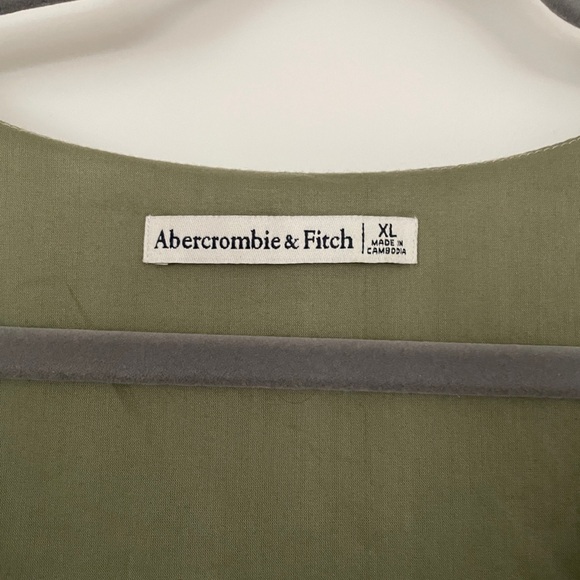 Abercrombie & Fitch
XL
MADE IN
CAMBODIA